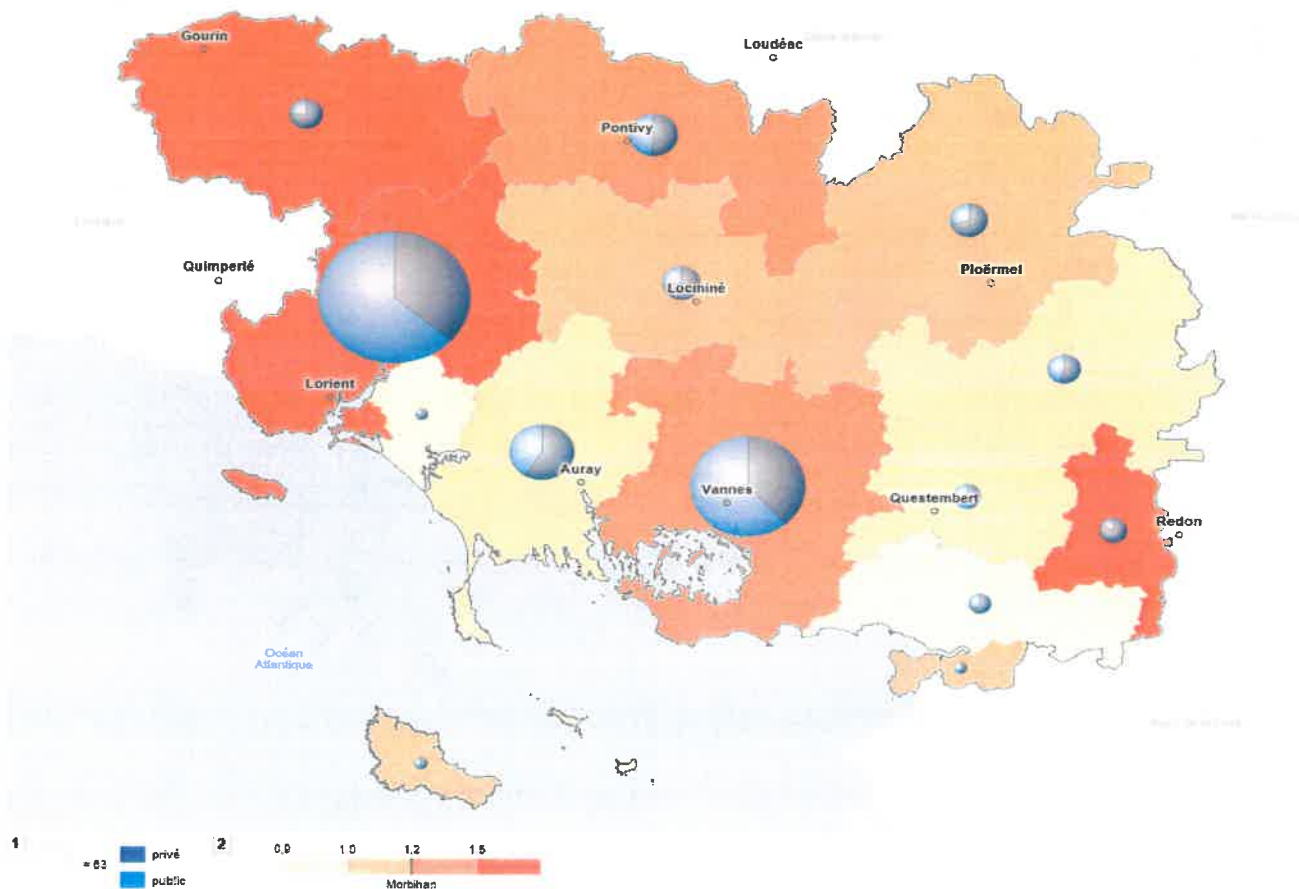 Gourin
Loudéac
Pontivy
Quimperlé
Ploërmel
Locminé
Lorient
Auray
Vannes
Questembert
Redon
Océan
Atlantique
1
= 63
privé
public
2
0,9
1,0
1,2
1,5
Morbihan